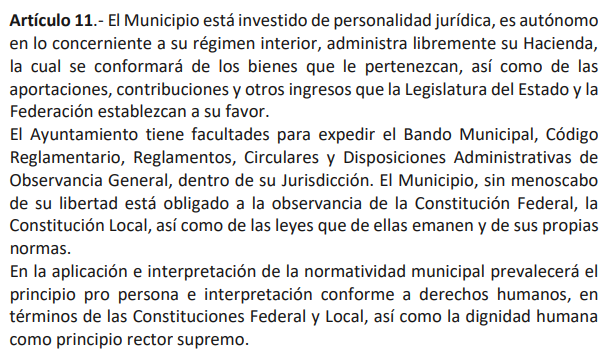 Artículo 11.- El Municipio está investido de personalidad jurídica, es autónomo
en lo concerniente a su régimen interior, administra libremente su Hacienda,
la cual se conformará de los bienes que le pertenezcan, así como de las
aportaciones, contribuciones y otros ingresos que la Legislatura del Estado y la
Federación establezcan a su favor.
El Ayuntamiento tiene facultades para expedir el Bando Municipal, Código
Reglamentario, Reglamentos, Circulares y Disposiciones Administrativas de
Observancia General, dentro de su Jurisdicción. El Municipio, sin menoscabo
de su libertad está obligado a la observancia de la Constitución Federal, la
Constitución Local, así como de las leyes que de ellas emanen y de sus propias
normas.
En la aplicación e interpretación de la normatividad municipal prevalecerá el
principio pro persona e interpretación conforme a derechos humanos, en
términos de las Constituciones Federal y Local, así como la dignidad humana
como principio rector supremo.